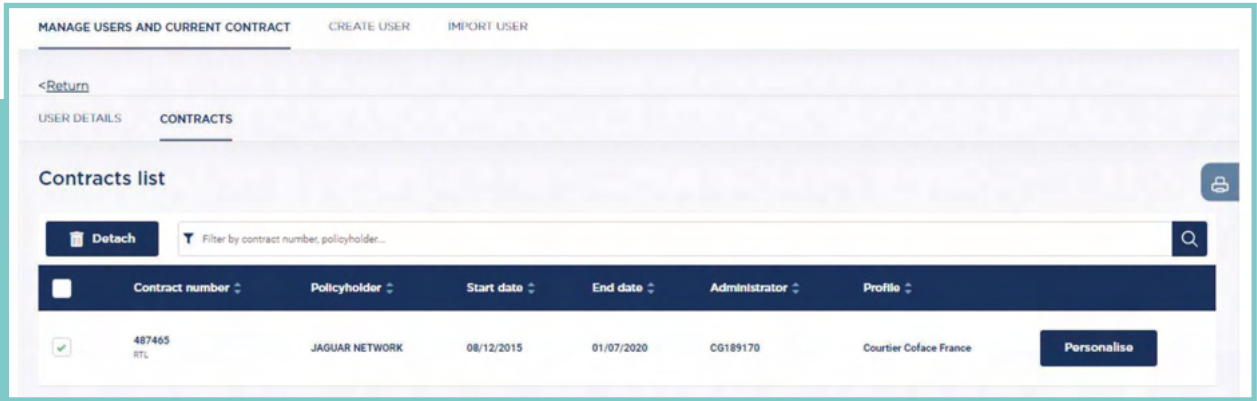 MANAGE USERS AND CURRENT CONTRACT CREATE USER IMPORT USER
<Return
USER DETAILS CONTRACTS
Contracts list
Detach Filter by contract number, policyholder...
Contract number Policyholder Start date End date Administrator Profile
487465 JAGUAR NETWORK 08/12/2015 01/07/2020 CG189170 Courtier Coface France Personalise
RTL